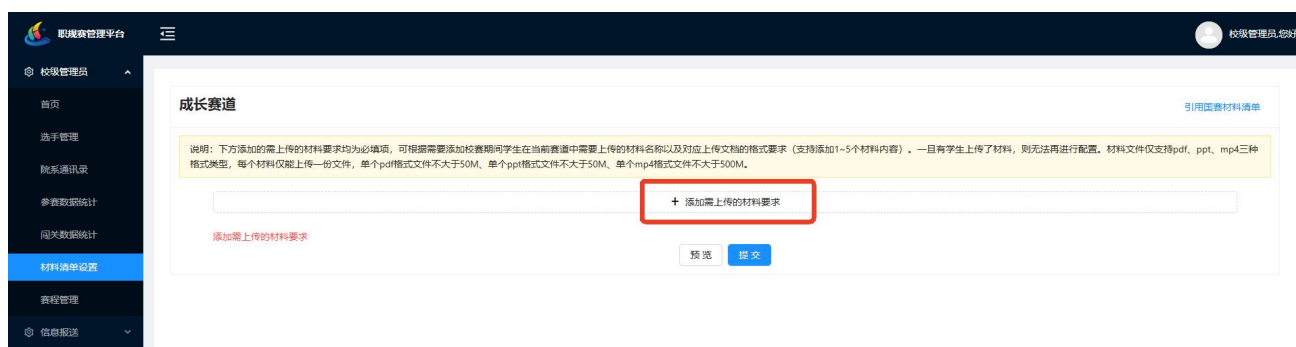 职规赛管理平台
校级管理员,您好
校级管理员
首页
选手管理
院系通讯录
参赛数据统计
闯关数据统计
材料清单设置
赛程管理
信息报送
成长赛道
引用国赛材料清单
说明：下方添加的需上传的材料要求均为必填项，可根据需要添加校赛期间学生在当前赛道中需要上传的材料名称以及对应上传文档的格式要求（支持添加1~5个材料内容）。一旦有学生上传了材料，则无法再进行配置。材料文件仅支持pdf、ppt、mp4三种
格式类型，每个材料仅能上传一份文件，单个pdf格式文件不大于50M、单个ppt格式文件不大于50M、单个mp4格式文件不大于500M。
+ 添加需上传的材料要求
添加需上传的材料要求
预 览
提 交